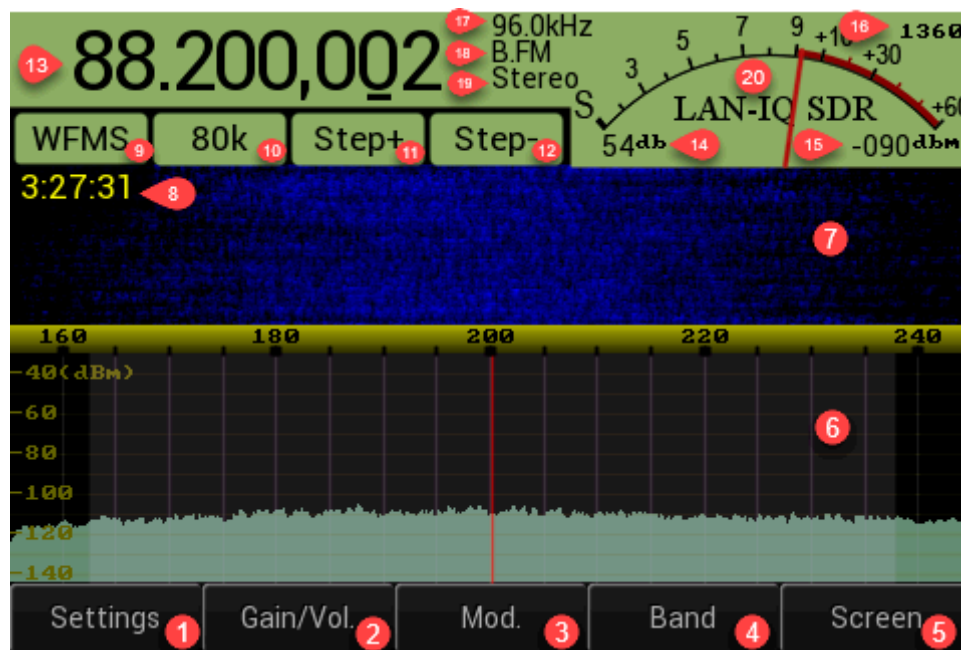 13 88.200,002
17 96.0kHz
18 B.FM
19 Stereo
S 3 5 7 9 +10 +30 +60
16 1360
20
LAN-IQ SDR
54db 14 15 -090dbm
WFMS 9 80k 10 Step+ 11 Step- 12
3:27:31 8
7
160 180 200 220 240
-40(dBm)
-60
6
-80
-100
-120
-140
Settings 1 Gain/Vol. 2 Mod. 3 Band 4 Screen 5